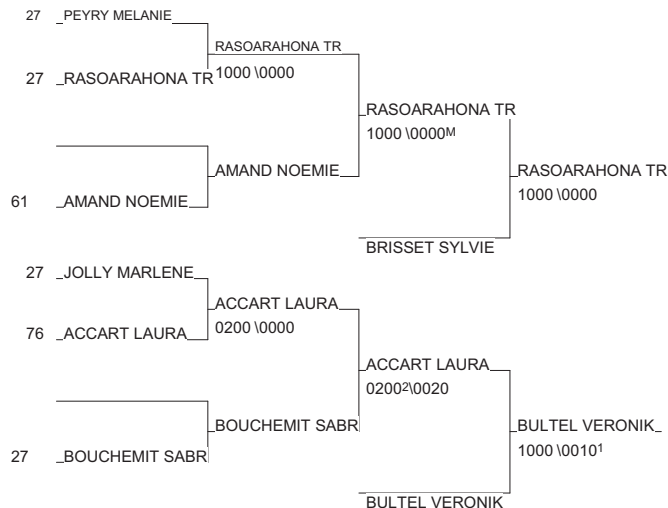 27 PEYRY MELANIE
RASOARAHONA TR
27 RASOARAHONA TR
1000 \0000
RASOARAHONA TR
1000 \0000M
AMAND NOEMIE
RASOARAHONA TR
1000 \0000
61 AMAND NOEMIE
BRISSET SYLVIE
27 JOLLY MARLENE
ACCART LAURA
0200 \0000
76 ACCART LAURA
ACCART LAURA
0200²\0020
BOUCHEMIT SABR
BULTEL VERONIK
1000 \0010¹
27 BOUCHEMIT SABR
BULTEL VERONIK